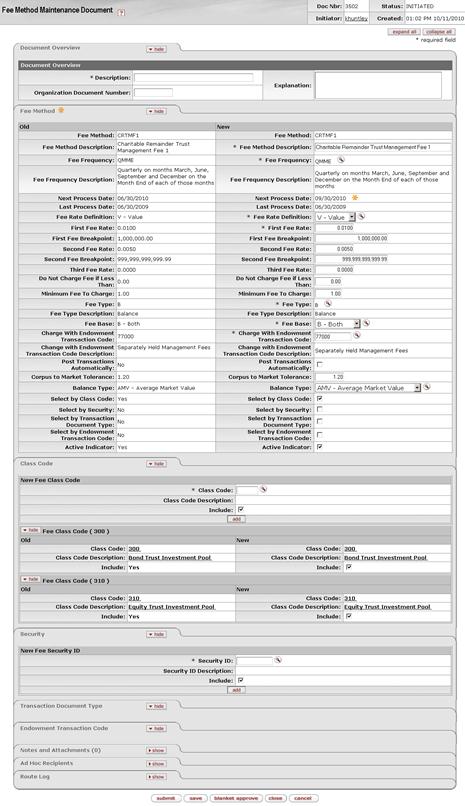 Fee Method Maintenance Document ?
Doc Nbr: 3502 Status: INITIATED
Initiator: khuntley Created: 01:02 PM 10/11/2010
expand all collapse all
* required field
Document Overview hide
Document Overview
* Description: Explanation:
Organization Document Number:
Fee Method hide
Old New
Fee Method: CRTMF1 Fee Method: CRTMF1
Fee Method Description: Charitable Remainder Trust Management Fee 1 * Fee Method Description: Charitable Remainder Trust Management Fee 1
Fee Frequency: QMME * Fee Frequency: QMME
Fee Frequency Description: Quarterly on months March, June, September and December on the Month End of each of those months Fee Frequency Description: Quarterly on months March, June, September and December on the Month End of each of those months
Next Process Date: 06/30/2010 Next Process Date: 09/30/2010
Last Process Date: 06/30/2009 Last Process Date: 06/30/2009
Fee Rate Definition: V - Value * Fee Rate Definition: V - Value
First Fee Rate: 0.0100 * First Fee Rate: 0.0100
First Fee Breakpoint: 1,000,000.00 First Fee Breakpoint: 1,000,000.00
Second Fee Rate: 0.0050 Second Fee Rate: 0.0050
Second Fee Breakpoint: 999,999,999,999.99 Second Fee Breakpoint: 999,999,999,999.99
Third Fee Rate: 0.0000 Third Fee Rate: 0.0000
Do Not Charge Fee if Less Than: 0.00 Do Not Charge Fee if Less Than: 0.00
Minimum Fee To Charge: 1.00 Minimum Fee To Charge: 1.00
Fee Type: B * Fee Type: B
Fee Type Description: Balance Fee Type Description: Balance
Fee Base: B - Both * Fee Base: B - Both
Charge With Endowment Transaction Code: 77000 * Charge With Endowment Transaction Code: 77000
Change with Endowment Transaction Code Description: Separately Held Management Fees Change with Endowment Transaction Code Description: Separately Held Management Fees
Post Transactions Automatically: No Post Transactions Automatically:
Corpus to Market Tolerance: 1.20 Corpus to Market Tolerance: 1.20
Balance Type: AMV - Average Market Value Balance Type: AMV - Average Market Value
Select by Class Code: Yes Select by Class Code:
Select by Security: No Select by Security:
Select by Transaction Document Type: No Select by Transaction Document Type:
Select by Endowment Transaction Code: No Select by Endowment Transaction Code:
Active Indicator: Yes Active Indicator:
Class Code hide
New Fee Class Code
* Class Code:
Class Code Description:
Include:
add
hide Fee Class Code ( 300 )
Old New
Class Code: 300 Class Code: 300
Class Code Description: Bond Trust Investment Pool Class Code Description: Bond Trust Investment Pool
Include: Yes Include:
hide Fee Class Code ( 310 )
Old New
Class Code: 310 Class Code: 310
Class Code Description: Equity Trust Investment Pool Class Code Description: Equity Trust Investment Pool
Include: Yes Include:
Security hide
New Fee Security ID
* Security ID:
Security ID Description:
Include:
add
Transaction Document Type hide
Endowment Transaction Code hide
Notes and Attachments (0) show
Ad Hoc Recipients show
Route Log show
submit save blanket approve close cancel